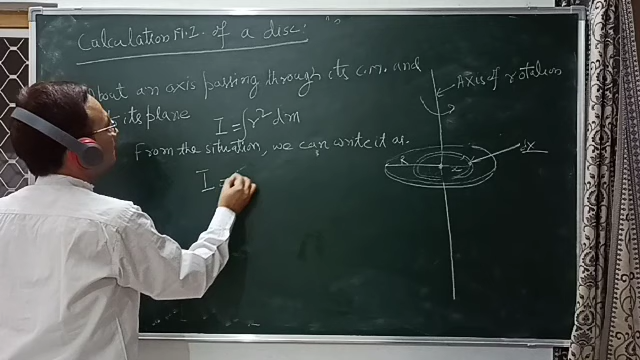 Calculation M.I. of a disc:
About an axis passing through its C.M. and
its plane
I = ∫r² dm
From the situation, we can write it as.
I =
Axis of rotation
R
x
dx